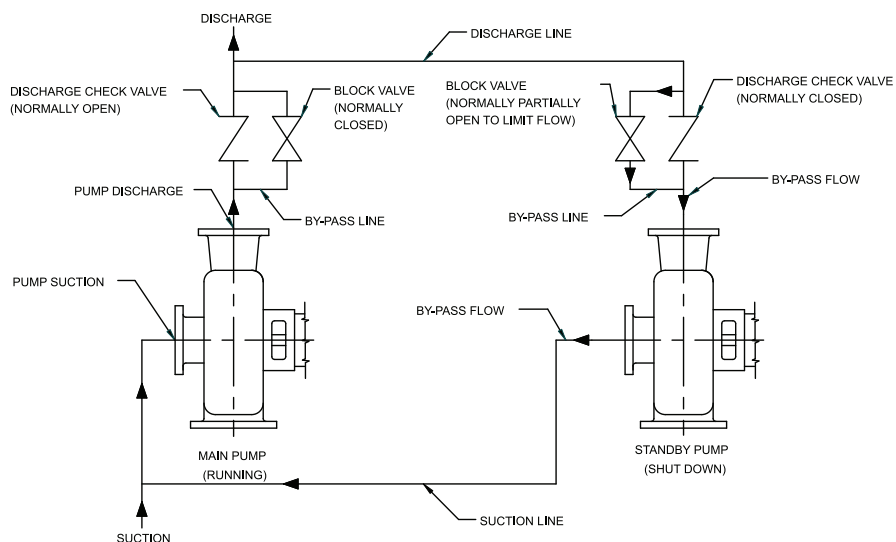 DISCHARGE
DISCHARGE LINE
DISCHARGE CHECK VALVE
(NORMALLY OPEN)
BLOCK VALVE
(NORMALLY
CLOSED)
BLOCK VALVE
(NORMALLY PARTIALLY
OPEN TO LIMIT FLOW)
DISCHARGE CHECK VALVE
(NORMALLY CLOSED)
PUMP DISCHARGE
BY-PASS LINE
BY-PASS LINE
BY-PASS FLOW
PUMP SUCTION
BY-PASS FLOW
MAIN PUMP
(RUNNING)
STANDBY PUMP
(SHUT DOWN)
SUCTION
SUCTION LINE